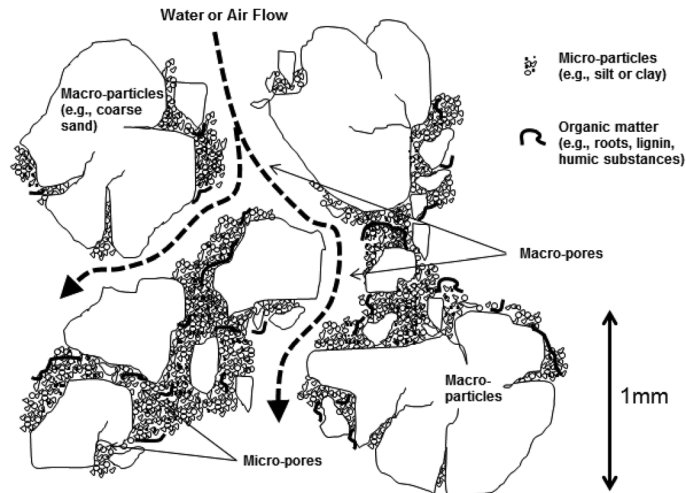 Water or Air Flow
Macro-particles
(e.g., coarse
sand)
Micro-particles
(e.g., silt or clay)
Organic matter
(e.g., roots, lignin,
humic substances)
Macro-pores
Macro-
particles
1mm
Micro-pores